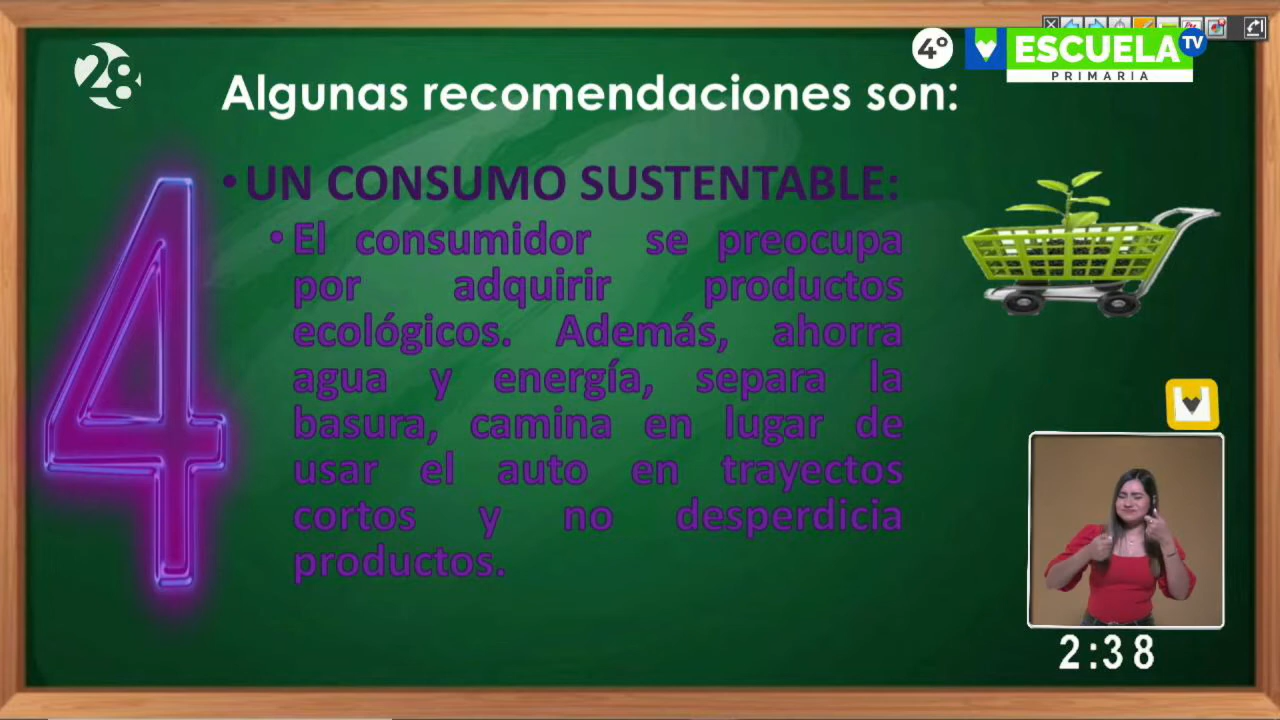 28
4º
ESCUELA TV
PRIMARIA
Algunas recomendaciones son:
4
• UN CONSUMO SUSTENTABLE:
• El consumidor se preocupa
por adquirir productos
ecológicos. Además, ahorra
agua y energía, separa la
basura, camina en lugar de
usar el auto en trayectos
cortos y no desperdicia
productos.
2:38